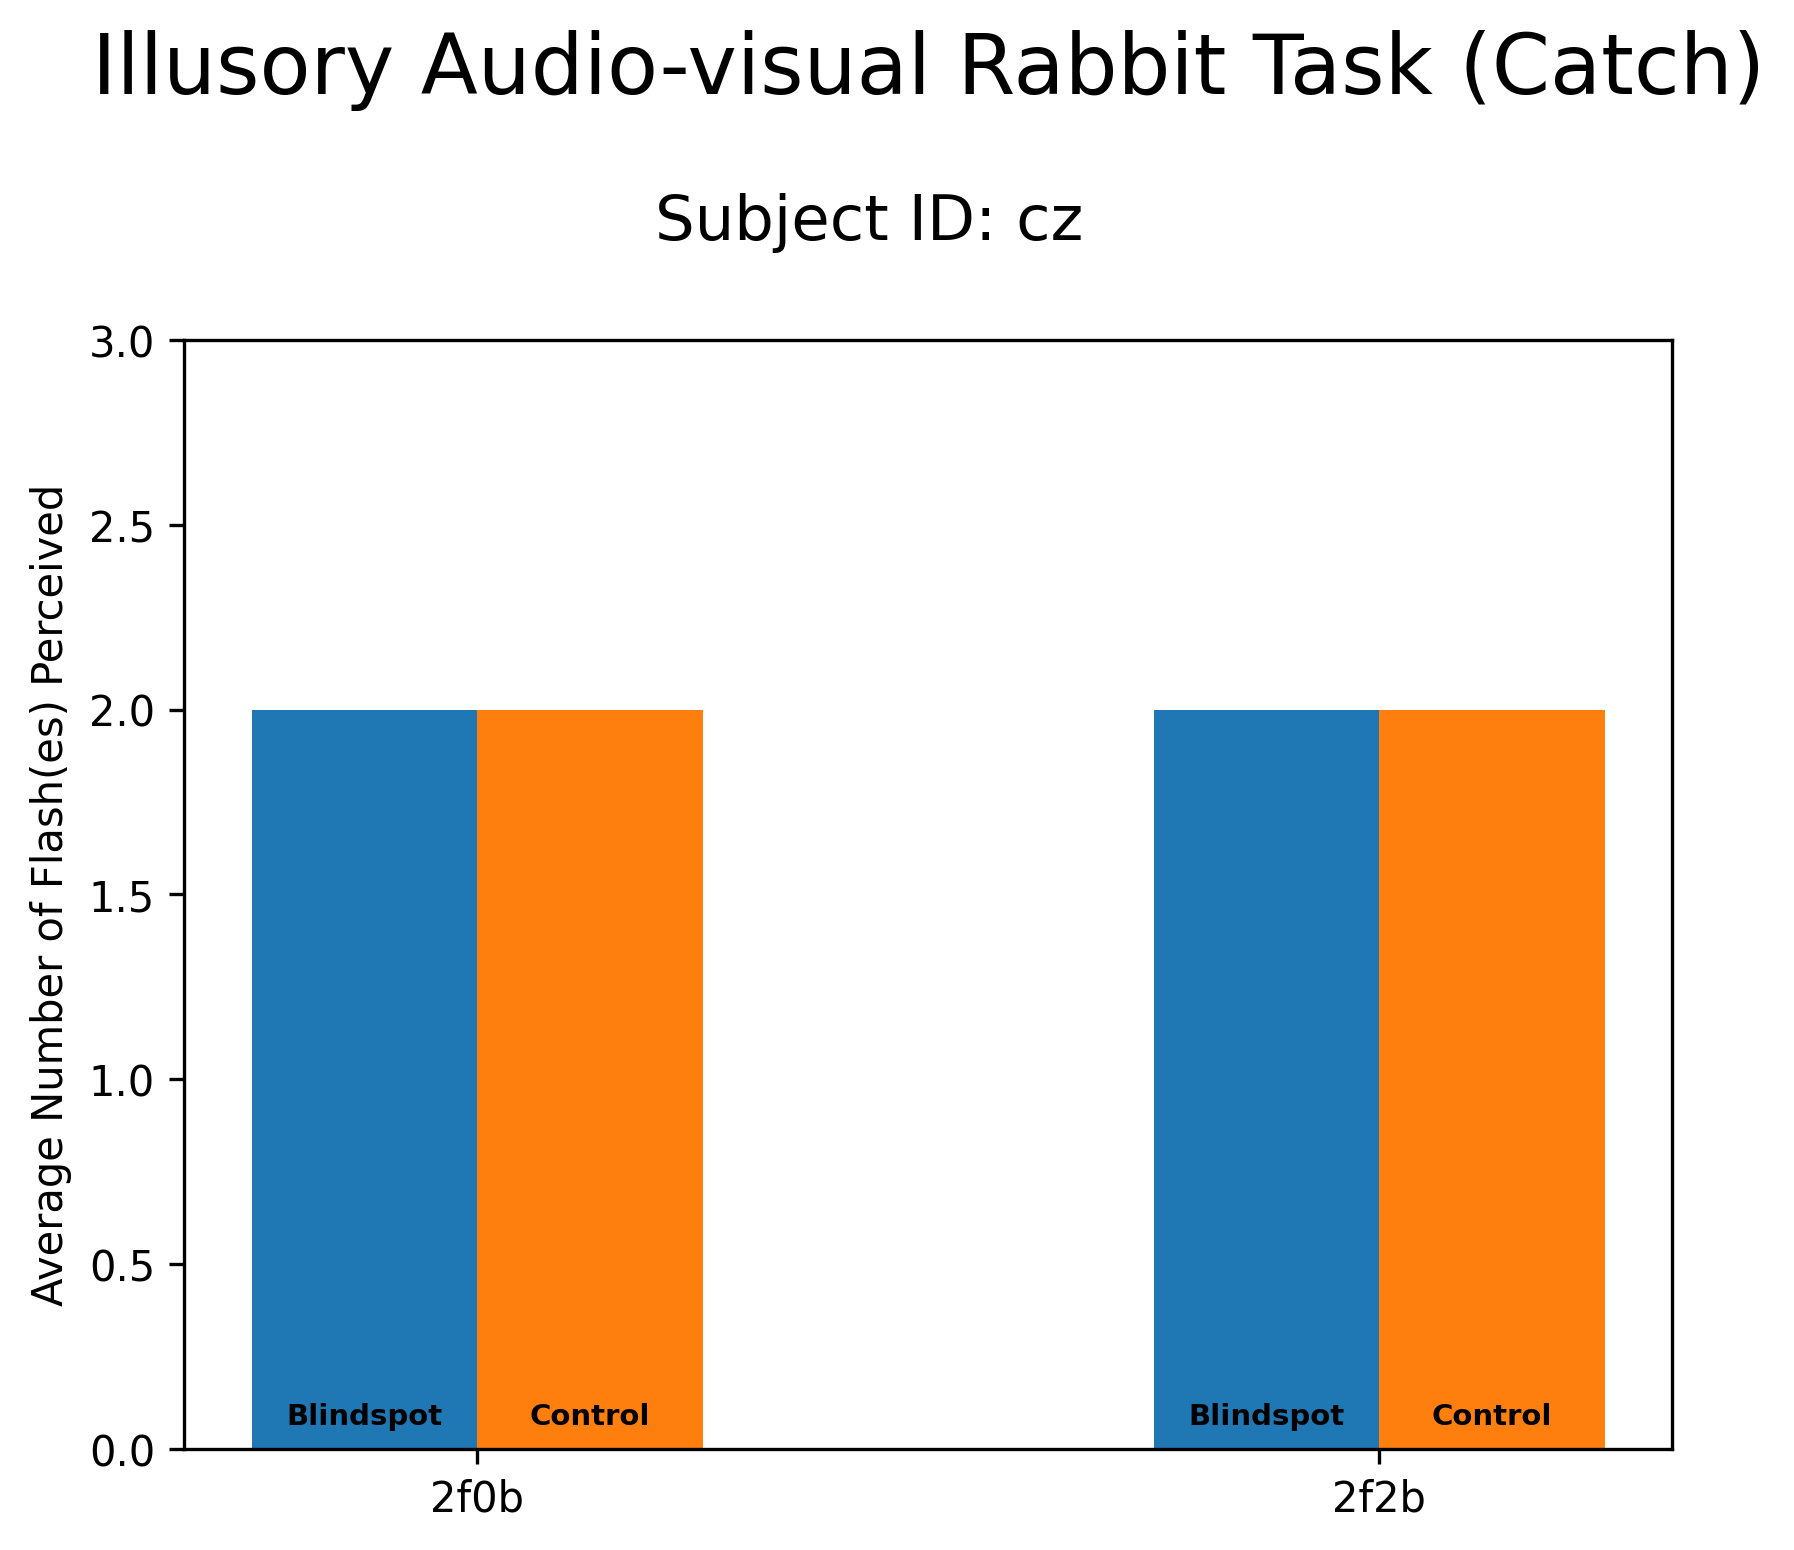 Illusory Audio-visual Rabbit Task (Catch)
Subject ID: cz
Average Number of Flash(es) Perceived
3.0
2.5
2.0
1.5
1.0
0.5
0.0
Blindspot
Control
Blindspot
Control
2f0b
2f2b